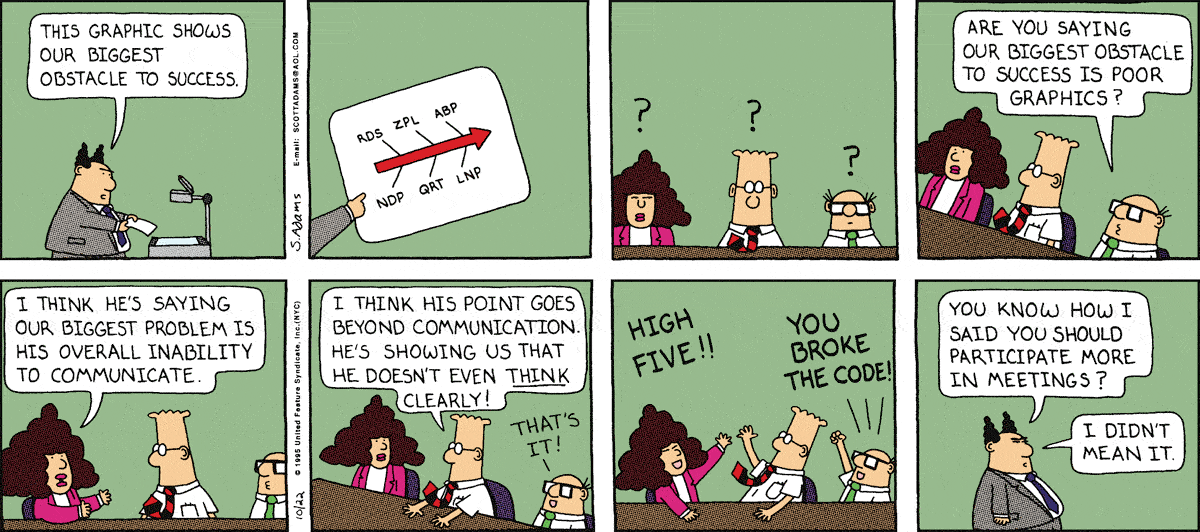 THIS GRAPHIC SHOWS
OUR BIGGEST
OBSTACLE TO SUCCESS.
S.Adams
E-mail: SCOTTADAMS@AOL.COM
RDS ZPL ABP
NDP QRT LNP
?
?
?
ARE YOU SAYING
OUR BIGGEST OBSTACLE
TO SUCCESS IS POOR
GRAPHICS?
I THINK HE'S SAYING
OUR BIGGEST PROBLEM IS
HIS OVERALL INABILITY
TO COMMUNICATE.
10/22
© 1995 United Feature Syndicate, Inc.(NYC)
I THINK HIS POINT GOES
BEYOND COMMUNICATION.
HE'S SHOWING US THAT
HE DOESN'T EVEN THINK
CLEARLY!
THAT'S
IT!
HIGH
FIVE!!
YOU
BROKE
THE CODE!
YOU KNOW HOW I
SAID YOU SHOULD
PARTICIPATE MORE
IN MEETINGS?
I DIDN'T
MEAN IT.